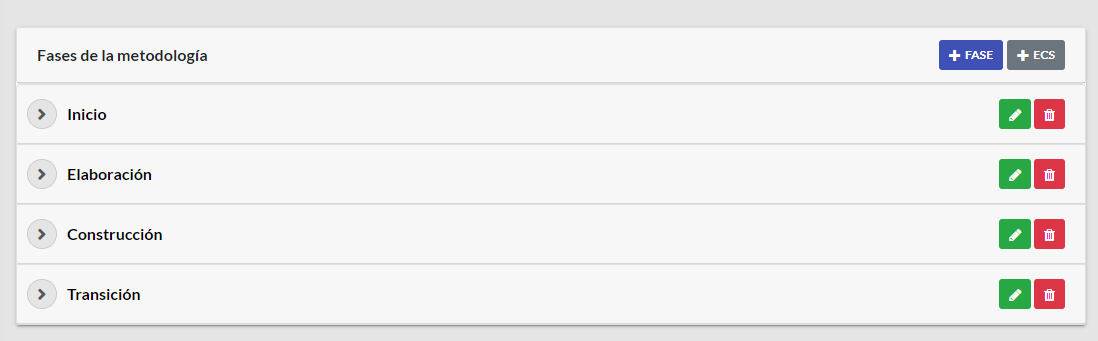 Fases de la metodología
FASE
ECS
Inicio
Elaboración
Construcción
Transición